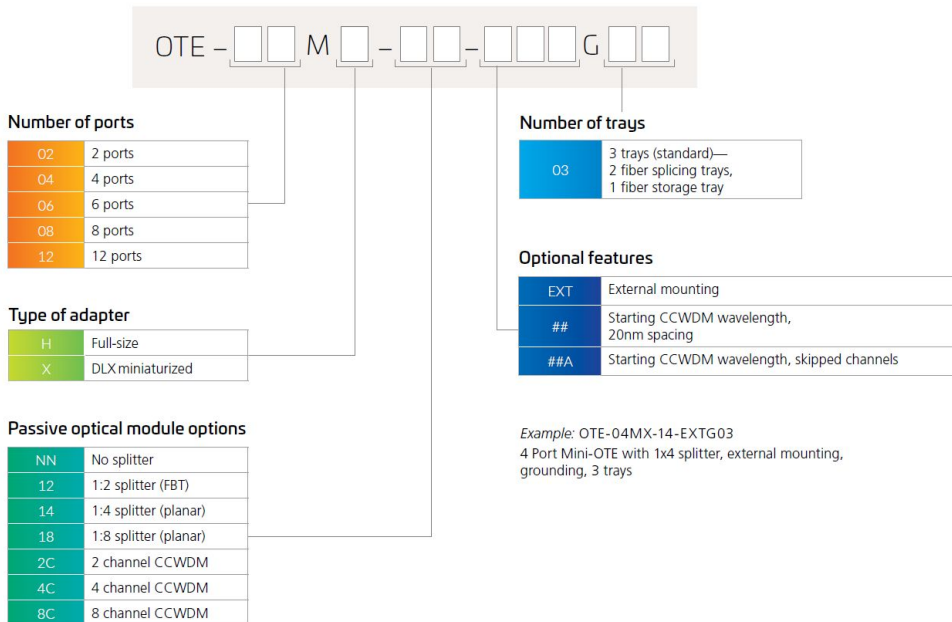 OTE – M – – G
Number of ports
02 2 ports
04 4 ports
06 6 ports
08 8 ports
12 12 ports
Type of adapter
H Full-size
X DLX miniaturized
Passive optical module options
NN No splitter
12 1:2 splitter (FBT)
14 1:4 splitter (planar)
18 1:8 splitter (planar)
2C 2 channel CCWDM
4C 4 channel CCWDM
8C 8 channel CCWDM
Number of trays
03 3 trays (standard)—
2 fiber splicing trays,
1 fiber storage tray
Optional features
EXT External mounting
## Starting CCWDM wavelength,
20nm spacing
##A Starting CCWDM wavelength, skipped channels
Example: OTE-04MX-14-EXTG03
4 Port Mini-OTE with 1x4 splitter, external mounting,
grounding, 3 trays